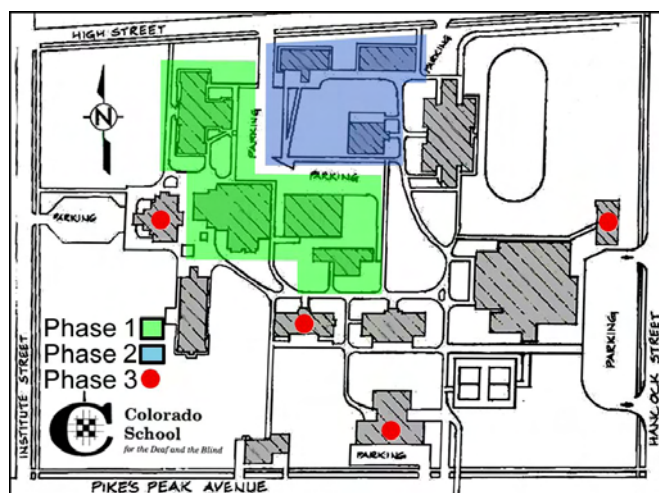 HIGH STREET
PARKING
PARKING
N
PARKING
PARKING
PARKING
Phase 1
Phase 2
Phase 3
INSTITUTE STREET
HANCOCK STREET
C
Colorado
School
for the Deaf and the Blind
PARKING
PIKE'S PEAK AVENUE